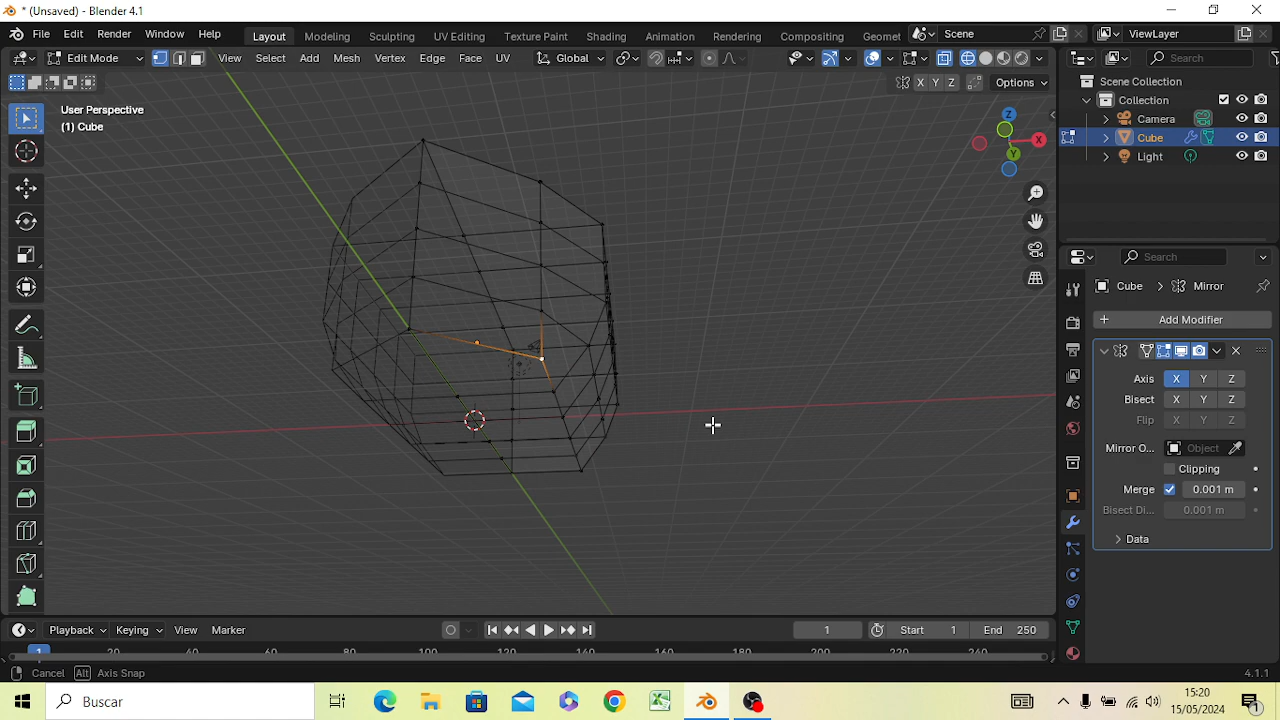 * (Unsaved) - Blender 4.1
File Edit Render Window Help Layout Modeling Sculpting UV Editing Texture Paint Shading Animation Rendering Compositing Geomet Scene ViewLayer
Edit Mode View Select Add Mesh Vertex Edge Face UV Global Search
X Y Z Options
User Perspective
(1) Cube
Z
X
Y
Scene Collection
Collection
Camera
Cube
Light
Search
Cube Mirror
Add Modifier
Axis X Y Z
Bisect X Y Z
Flip X Y Z
Mirror O... Object
Clipping
Merge 0.001 m
Bisect Di... 0.001 m
Data
Playback Keying View Marker 1 Start 1 End 250
1 20 40 60 80 100 120 140 160 180 200 220 240
Cancel Alt Axis Snap 4.1.1
Buscar
15:20
15/05/2024
1